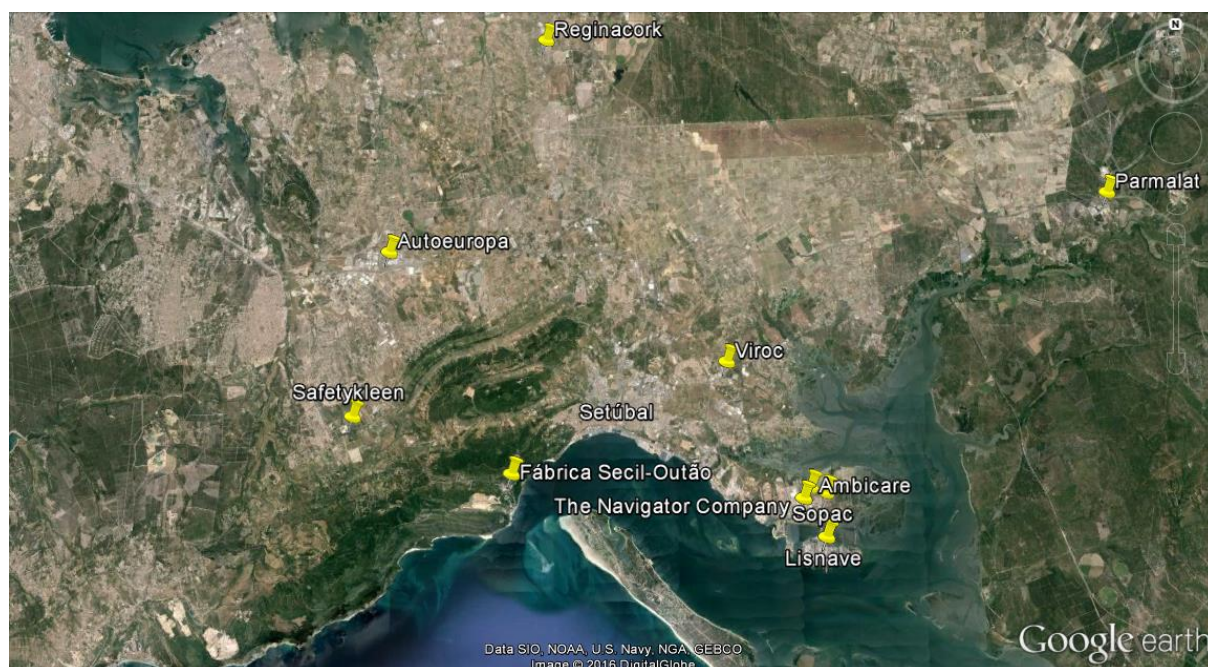 Reginacork
N
Parmalat
Autoeuropa
Viroc
Safetykleen
Setúbal
Fábrica Secil-Outão
Ambicare
The Navigator Company
Sopac
Lisnave
Data SIO, NOAA, U.S. Navy, NGA, GEBCO
Image © 2016 DigitalGlobe
Google earth